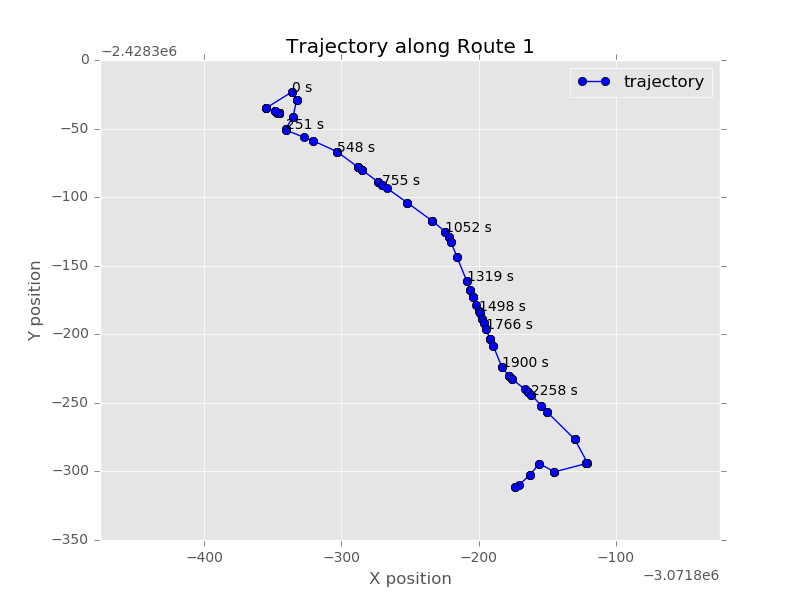 Trajectory along Route 1
−2.4283e6
trajectory
0
−50
−100
−150
−200
−250
−300
−350
Y position
0 s
251 s
548 s
755 s
1052 s
1319 s
1498 s
1766 s
1900 s
2258 s
−400
−300
−200
−100
X position
−3.0718e6